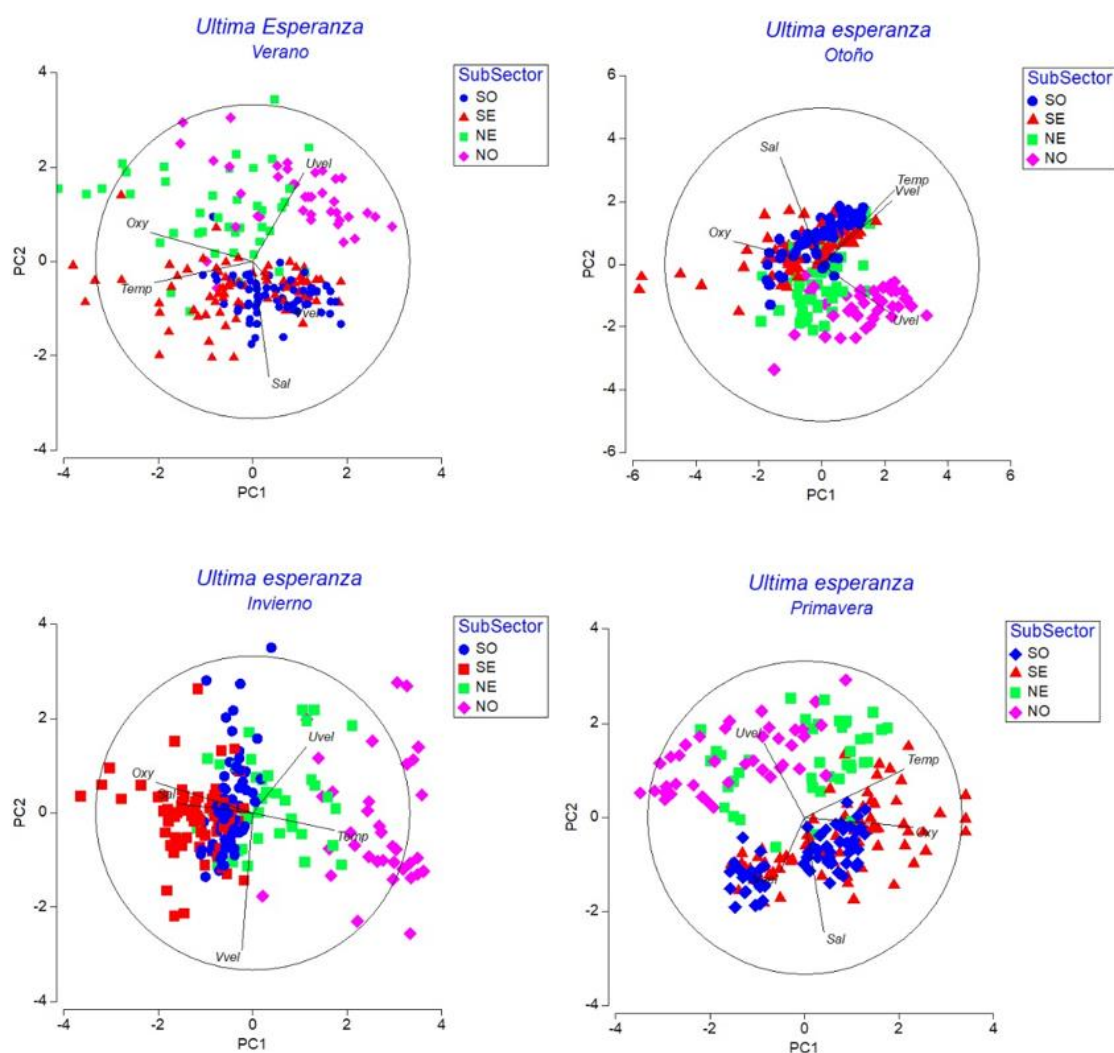 Ultima Esperanza
Verano
SubSector
SO
SE
NE
NO
4
2
0
-2
-4
PC2
Uvel
Oxy
Temp
Vvel
Sal
-4 -2 0 2 4
PC1
Ultima esperanza
Otoño
SubSector
SO
SE
NE
NO
6
4
2
0
-2
-4
-6
PC2
Sal
Temp
Vvel
Oxy
Uvel
-6 -4 -2 0 2 4 6
PC1
Ultima esperanza
Invierno
SubSector
SO
SE
NE
NO
4
2
0
-2
-4
PC2
Uvel
Oxy
Sal
Temp
Vvel
-4 -2 0 2 4
PC1
Ultima esperanza
Primavera
SubSector
SO
SE
NE
NO
4
2
0
-2
-4
PC2
Uvel
Temp
Oxy
Sal
-4 -2 0 2 4
PC1